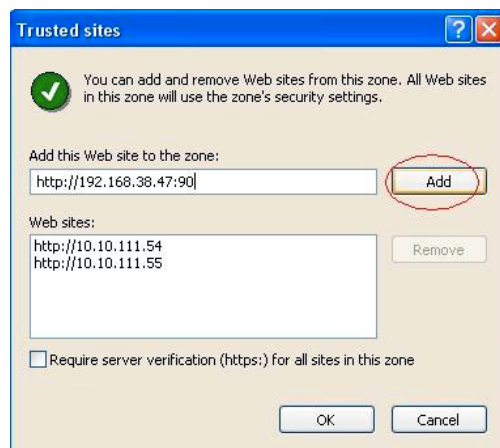 Trusted sites
You can add and remove Web sites from this zone. All Web sites
in this zone will use the zone's security settings.
Add this Web site to the zone:
http://192.168.38.47:90
Add
Web sites:
http://10.10.111.54
http://10.10.111.55
Remove
Require server verification (https:) for all sites in this zone
OK
Cancel